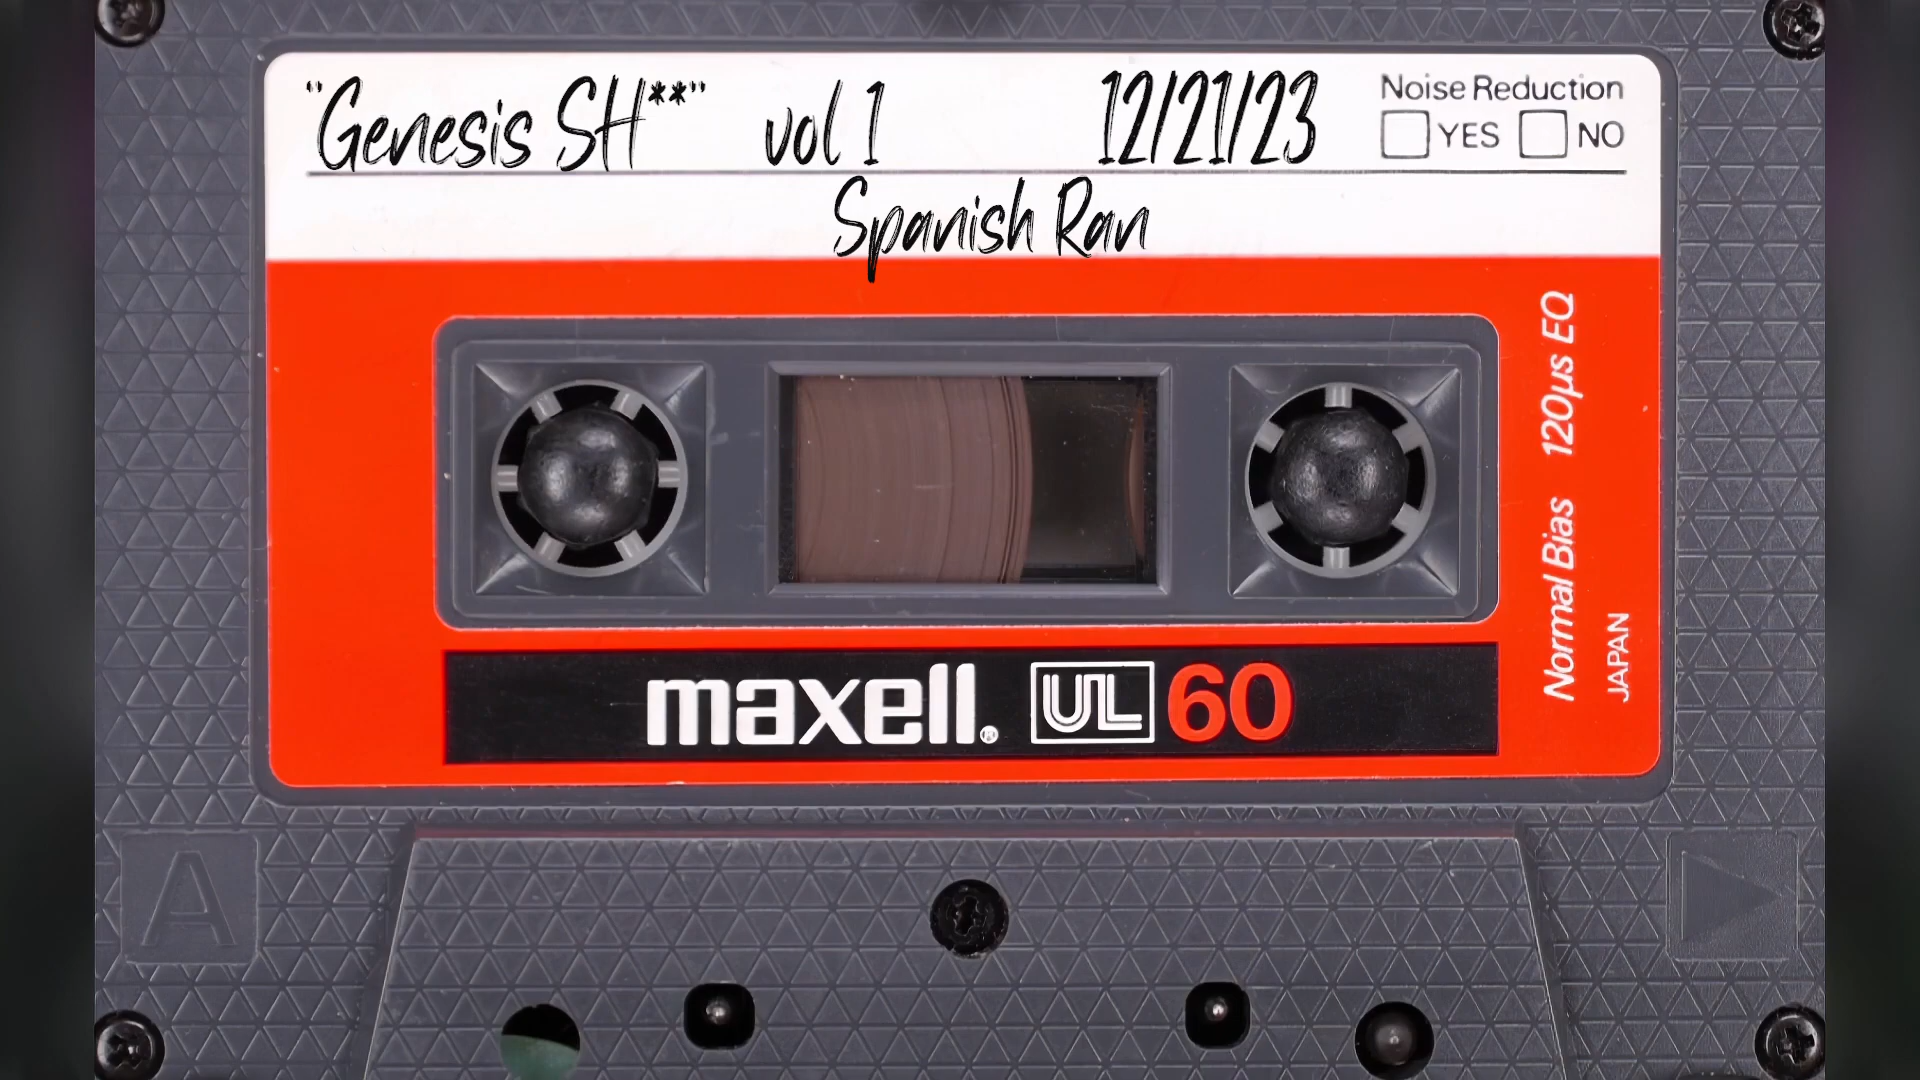 "Genesis SH**" vol 1 12/21/23
Noise Reduction
YES NO
Spanish Ran
Normal Bias 120µs EQ
JAPAN
maxell® UL 60
A